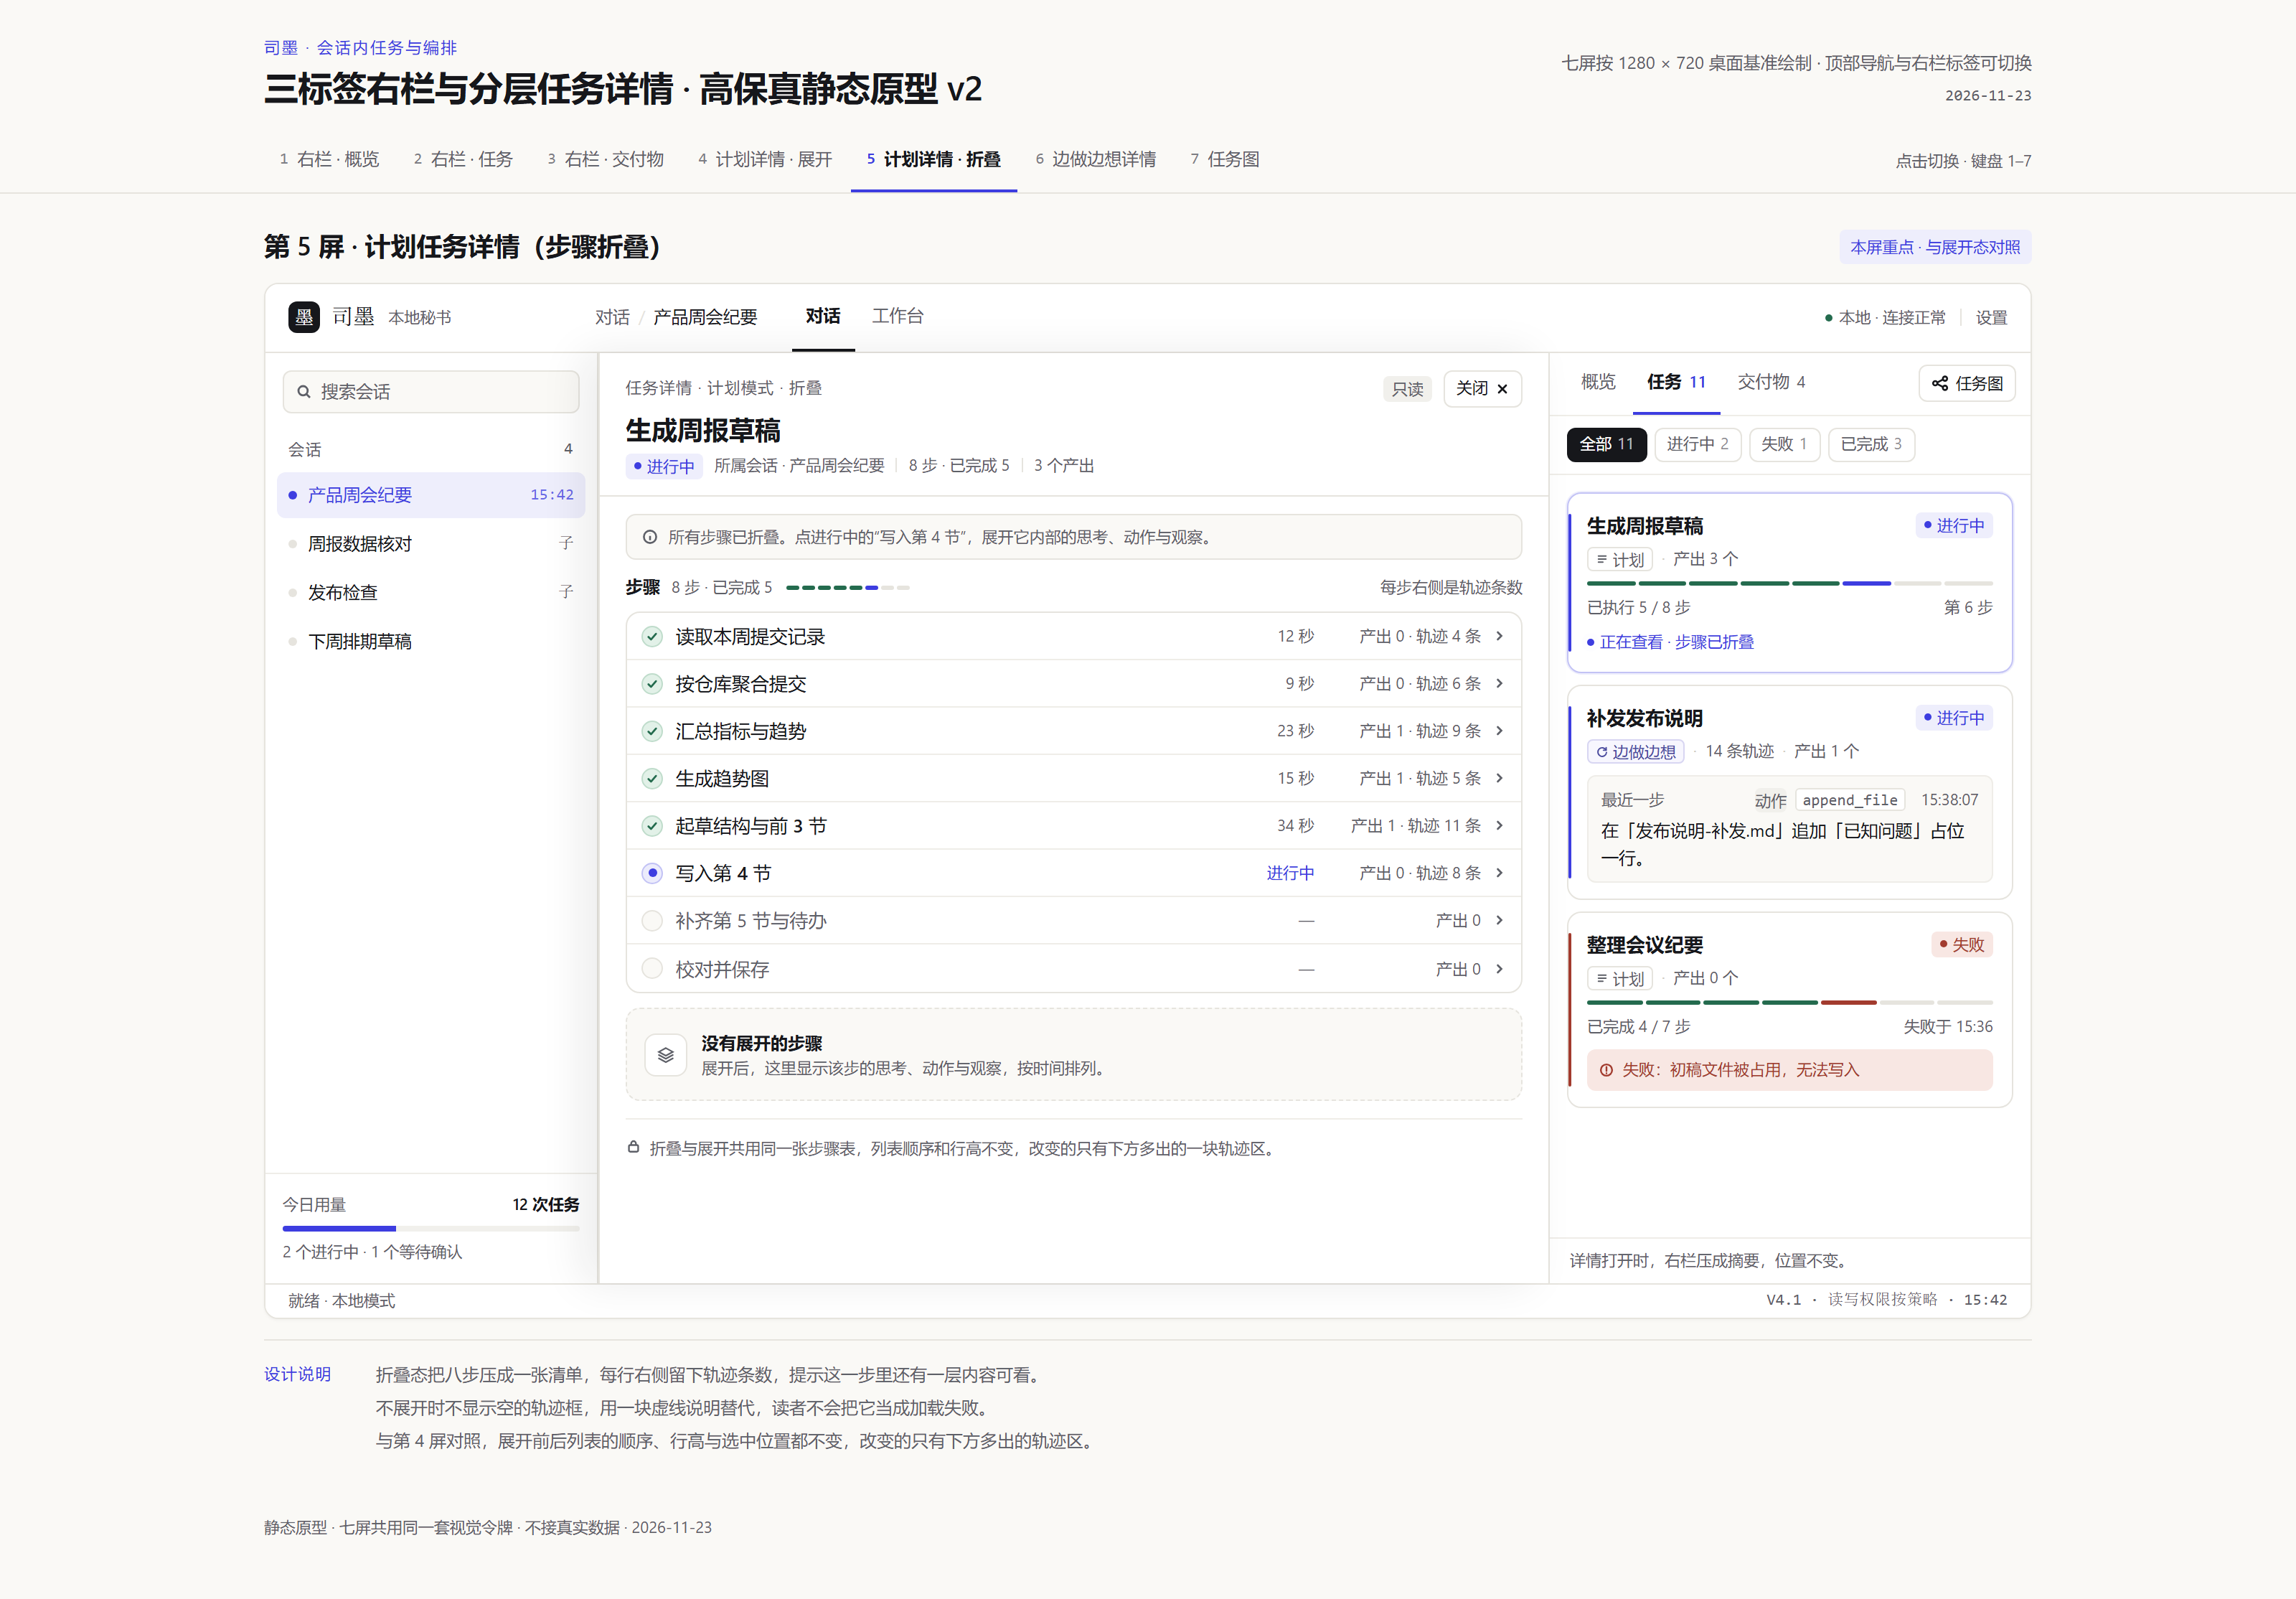 司墨 · 会话内任务与编排
三标签右栏与分层任务详情 · 高保真静态原型 v2
七屏按 1280 × 720 桌面基准绘制 · 顶部导航与右栏标签可切换
2026-11-23
1 右栏 · 概览
2 右栏 · 任务
3 右栏 · 交付物
4 计划详情 · 展开
5 计划详情 · 折叠
6 边做边想详情
7 任务图
点击切换 · 键盘 1–7
第 5 屏 · 计划任务详情（步骤折叠）
本屏重点 · 与展开态对照
墨 司墨 本地秘书
对话 / 产品周会纪要
对话
工作台
本地 · 连接正常
设置
搜索会话
会话 4
产品周会纪要 15:42
周报数据核对 子
发布检查 子
下周排期草稿
今日用量 12 次任务
2 个进行中 · 1 个等待确认
任务详情 · 计划模式 · 折叠
只读
关闭
生成周报草稿
进行中 所属会话 · 产品周会纪要 8 步 · 已完成 5 3 个产出
所有步骤已折叠。点进行中的“写入第 4 节”，展开它内部的思考、动作与观察。
步骤 8 步 · 已完成 5 每步右侧是轨迹条数
读取本周提交记录 12 秒 产出 0 · 轨迹 4 条
按仓库聚合提交 9 秒 产出 0 · 轨迹 6 条
汇总指标与趋势 23 秒 产出 1 · 轨迹 9 条
生成趋势图 15 秒 产出 1 · 轨迹 5 条
起草结构与前 3 节 34 秒 产出 1 · 轨迹 11 条
写入第 4 节 进行中 产出 0 · 轨迹 8 条
补齐第 5 节与待办 — 产出 0
校对并保存 — 产出 0
没有展开的步骤
展开后，这里显示该步的思考、动作与观察，按时间排列。
折叠与展开共用同一张步骤表，列表顺序和行高不变，改变的只有下方多出的一块轨迹区。
概览
任务 11
交付物 4
任务图
全部 11
进行中 2
失败 1
已完成 3
生成周报草稿 进行中
计划 · 产出 3 个
已执行 5 / 8 步 第 6 步
正在查看 · 步骤已折叠
补发发布说明 进行中
边做边想 · 14 条轨迹 · 产出 1 个
最近一步 动作 append_file 15:38:07
在「发布说明-补发.md」追加「已知问题」占位
一行。
整理会议纪要 失败
计划 · 产出 0 个
已完成 4 / 7 步 失败于 15:36
失败：初稿文件被占用，无法写入
详情打开时，右栏压成摘要，位置不变。
就绪 · 本地模式
V4.1 · 读写权限按策略 · 15:42
设计说明
折叠态把八步压成一张清单，每行右侧留下轨迹条数，提示这一步里还有一层内容可看。
不展开时不显示空的轨迹框，用一块虚线说明替代，读者不会把它当成加载失败。
与第 4 屏对照，展开前后列表的顺序、行高与选中位置都不变，改变的只有下方多出的轨迹区。
静态原型 · 七屏共用同一套视觉令牌 · 不接真实数据 · 2026-11-23